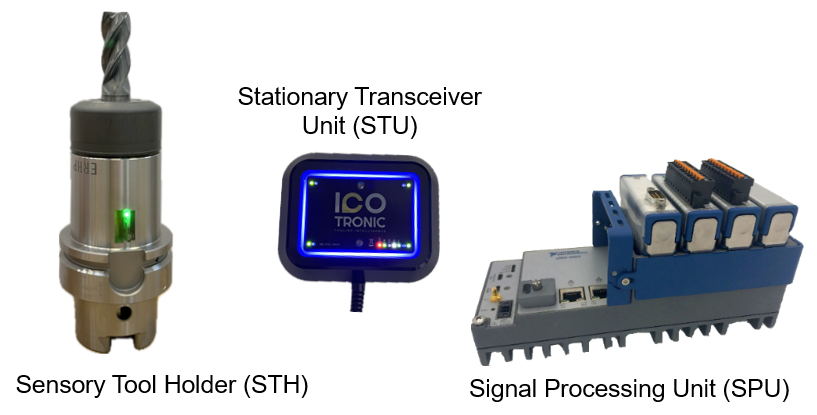 Stationary Transceiver
Unit (STU)
ICO
TRONIC
Sensory Tool Holder (STH)
Signal Processing Unit (SPU)